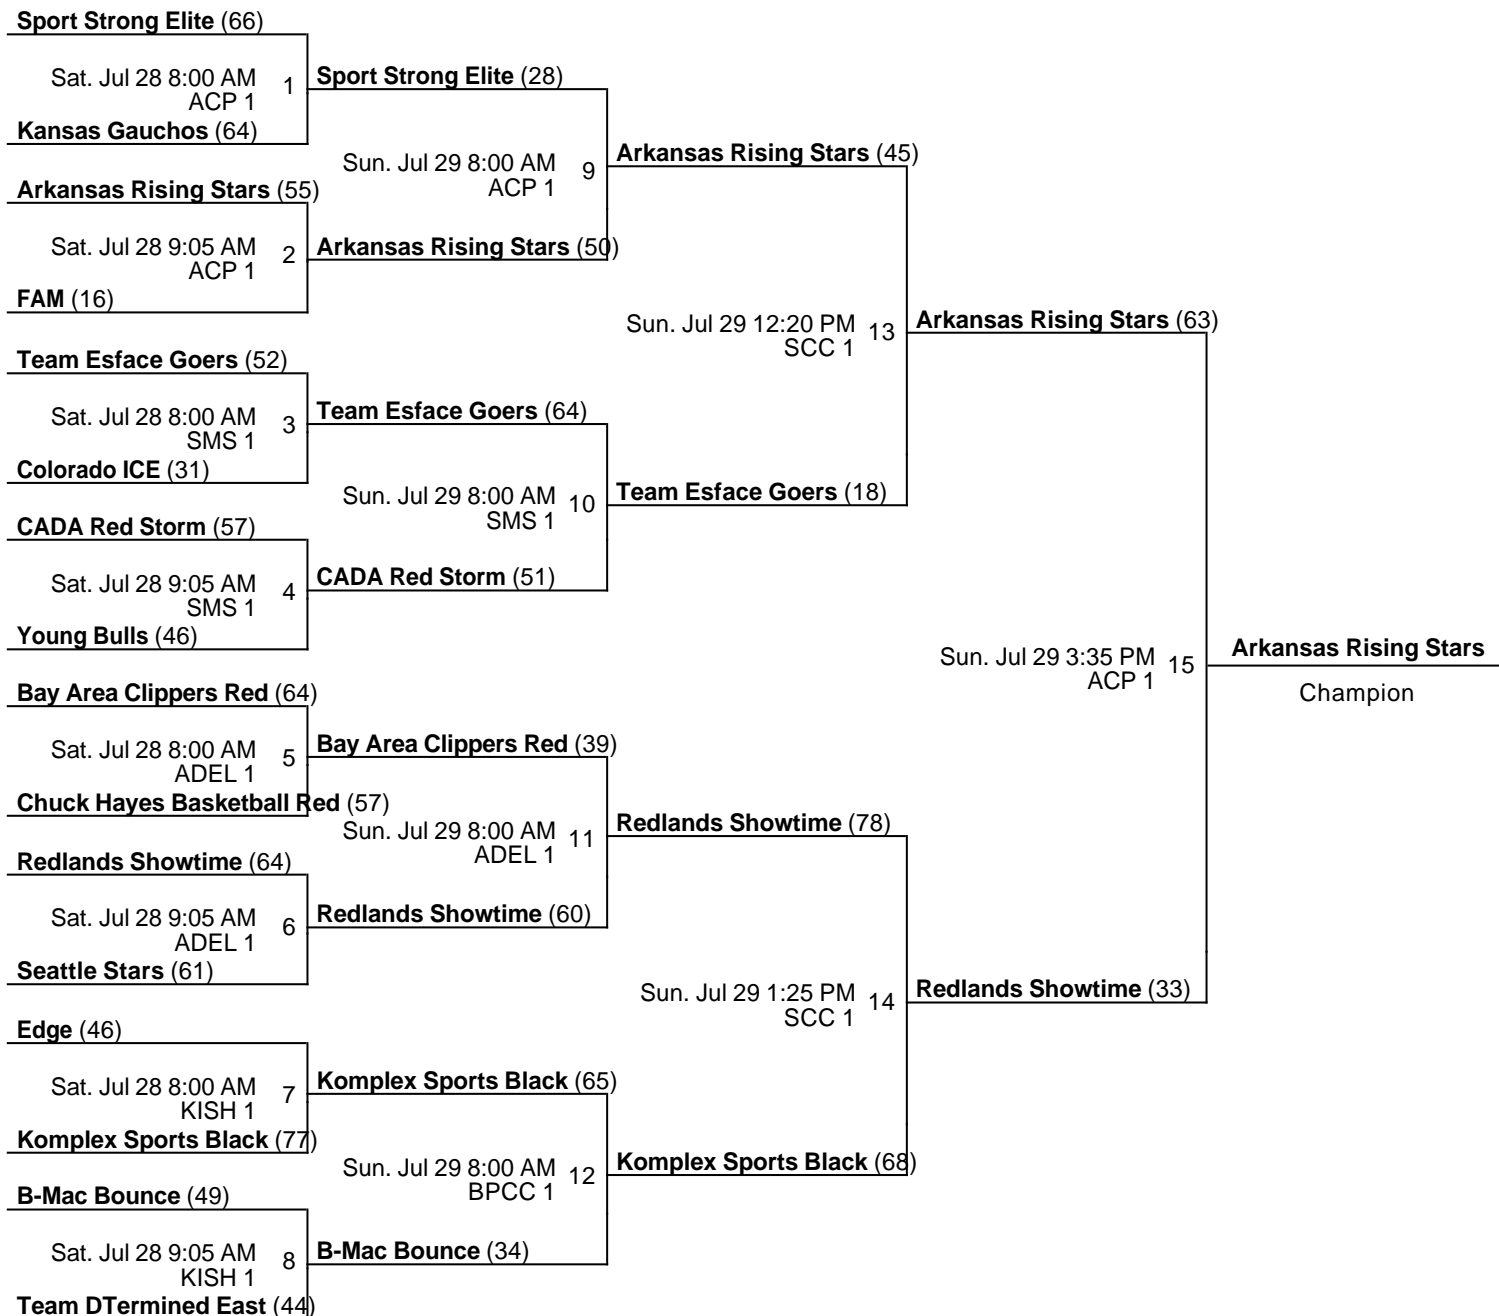 Sport Strong Elite (66)
Sat. Jul 28 8:00 AM
ACP 1
1
Kansas Gauchos (64)
Arkansas Rising Stars (55)
Sat. Jul 28 9:05 AM
ACP 1
2
FAM (16)
Team Esface Goers (52)
Sat. Jul 28 8:00 AM
SMS 1
3
Colorado ICE (31)
CADA Red Storm (57)
Sat. Jul 28 9:05 AM
SMS 1
4
Young Bulls (46)
Bay Area Clippers Red (64)
Sat. Jul 28 8:00 AM
ADEL 1
5
Chuck Hayes Basketball Red (57)
Redlands Showtime (64)
Sat. Jul 28 9:05 AM
ADEL 1
6
Seattle Stars (61)
Edge (46)
Sat. Jul 28 8:00 AM
KISH 1
7
Komplex Sports Black (77)
B-Mac Bounce (49)
Sat. Jul 28 9:05 AM
KISH 1
8
Team DTermined East (44)
Sport Strong Elite (28)
Sun. Jul 29 8:00 AM
ACP 1
9
Arkansas Rising Stars (50)
Team Esface Goers (64)
Sun. Jul 29 8:00 AM
SMS 1
10
CADA Red Storm (51)
Bay Area Clippers Red (39)
Sun. Jul 29 8:00 AM
ADEL 1
11
Redlands Showtime (60)
Komplex Sports Black (65)
Sun. Jul 29 8:00 AM
BPCC 1
12
B-Mac Bounce (34)
Arkansas Rising Stars (45)
Sun. Jul 29 12:20 PM
SCC 1
13
Team Esface Goers (18)
Redlands Showtime (78)
Sun. Jul 29 1:25 PM
SCC 1
14
Komplex Sports Black (68)
Arkansas Rising Stars (63)
Sun. Jul 29 3:35 PM
ACP 1
15
Redlands Showtime (33)
Arkansas Rising Stars
Champion